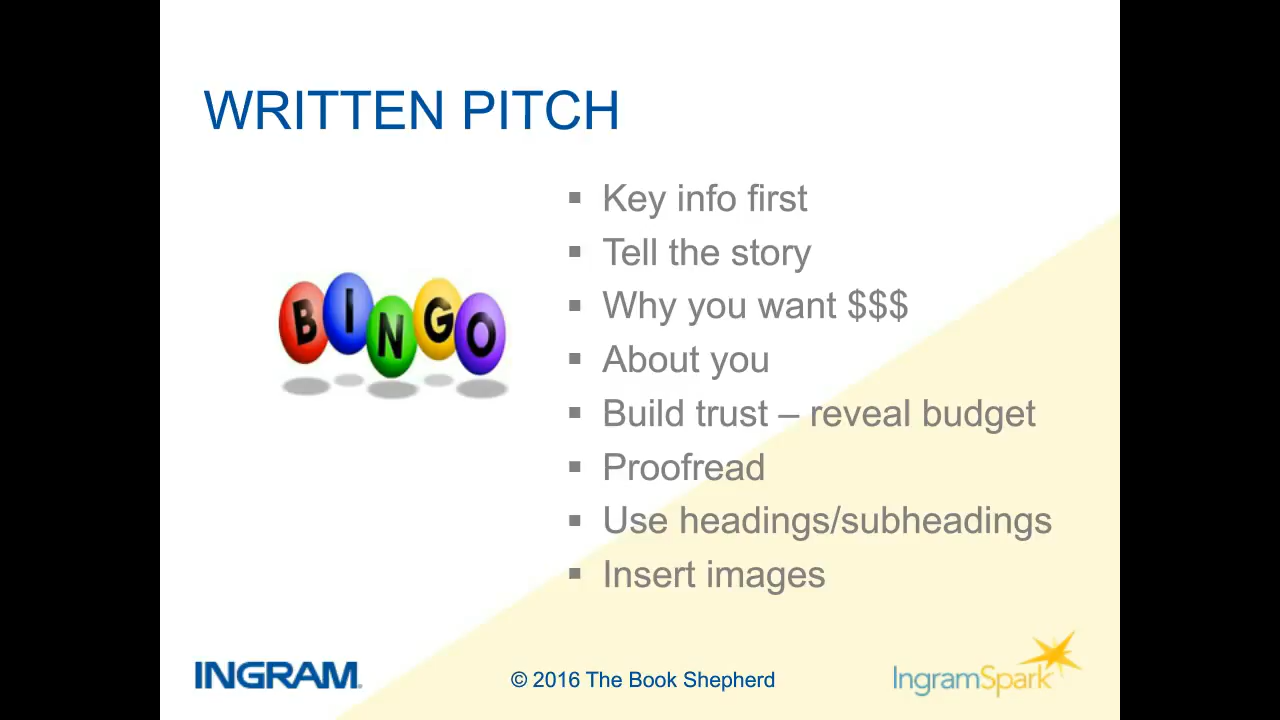 WRITTEN PITCH
BINGO
▪ Key info first
▪ Tell the story
▪ Why you want $$$
▪ About you
▪ Build trust – reveal budget
▪ Proofread
▪ Use headings/subheadings
▪ Insert images
INGRAM
© 2016 The Book Shepherd
IngramSpark